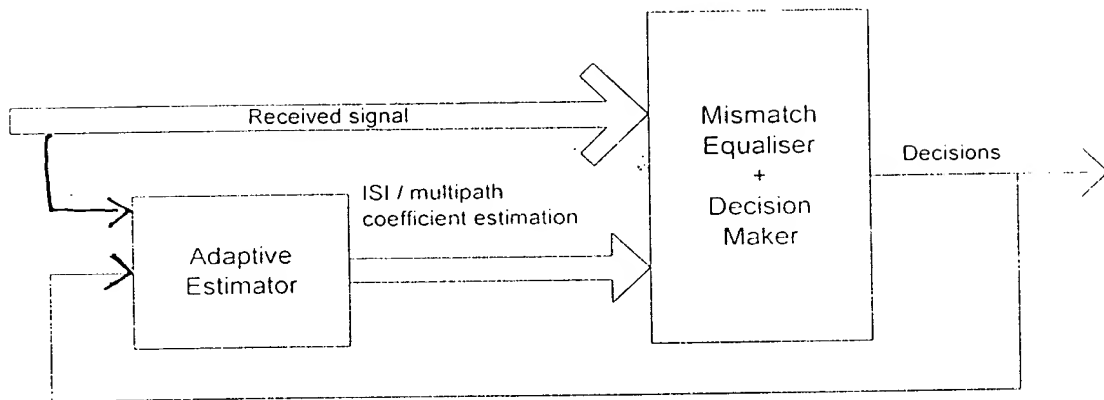 Received signal
Mismatch
Equaliser
+
Decision
Maker
Decisions
ISI / multipath
coefficient estimation
Adaptive
Estimator